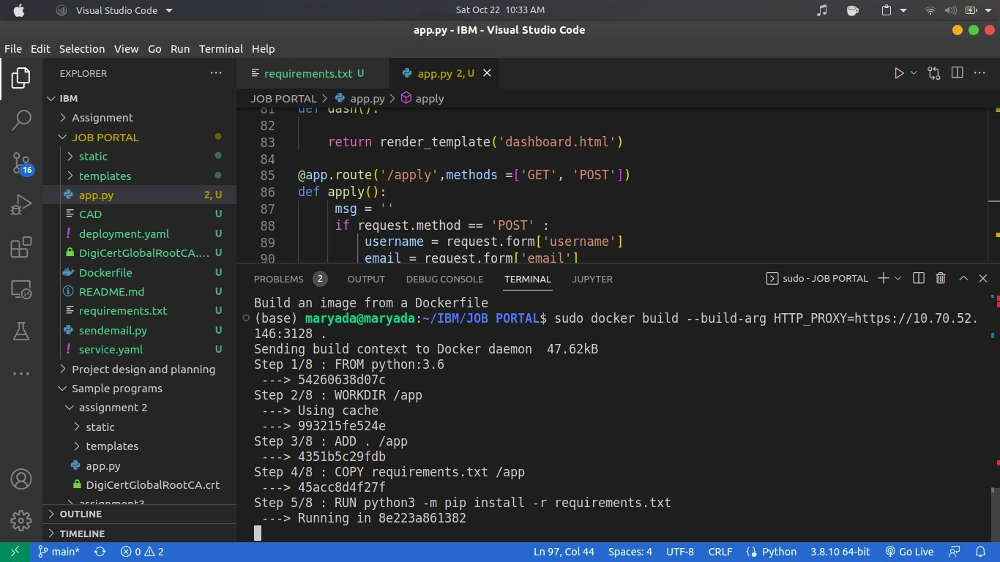 Visual Studio Code
Sat Oct 22 10:33 AM
app.py - IBM - Visual Studio Code
File Edit Selection View Go Run Terminal Help
EXPLORER
IBM
Assignment
JOB PORTAL
static
templates
app.py 2, U
CAD U
deployment.yaml U
DigiCertGlobalRootCA.... U
Dockerfile U
README.md U
requirements.txt U
sendemail.py U
service.yaml U
Project design and planning
Sample programs
assignment 2
static
templates
app.py
DigiCertGlobalRootCA.crt
assignment3
OUTLINE
TIMELINE
16
requirements.txt U
app.py 2, U
JOB PORTAL > app.py > apply
81 def dash():
82
83 return render_template('dashboard.html')
84
85 @app.route('/apply',methods =['GET', 'POST'])
86 def apply():
87 msg = ''
88 if request.method == 'POST' :
89 username = request.form['username']
90 email = request.form['email']
PROBLEMS 2 OUTPUT DEBUG CONSOLE TERMINAL JUPYTER
sudo - JOB PORTAL
Build an image from a Dockerfile
(base) maryada@maryada:~/IBM/JOB PORTAL$ sudo docker build --build-arg HTTP_PROXY=https://10.70.52.
146:3128 .
Sending build context to Docker daemon 47.62kB
Step 1/8 : FROM python:3.6
---> 54260638d07c
Step 2/8 : WORKDIR /app
---> Using cache
---> 993215fe524e
Step 3/8 : ADD . /app
---> 4351b5c29fdb
Step 4/8 : COPY requirements.txt /app
---> 45acc8d4f27f
Step 5/8 : RUN python3 -m pip install -r requirements.txt
---> Running in 8e223a861382
main* 0 2 Ln 97, Col 44 Spaces: 4 UTF-8 CRLF Python 3.8.10 64-bit Go Live